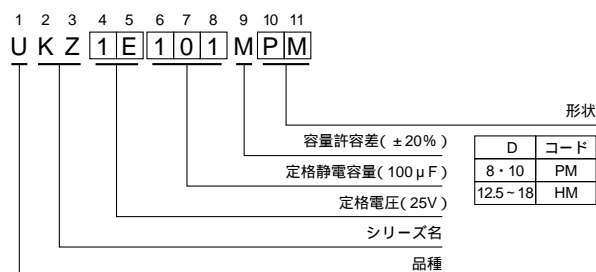 1 2 3 4 5 6 7 8 9 10 11
U K Z 1 E 1 0 1 M P M
形状
容量許容差( ±20% )
定格静電容量( 100μF )
定格電圧( 25V )
シリーズ名
品種
D コード
8・10 PM
12.5~18 HM